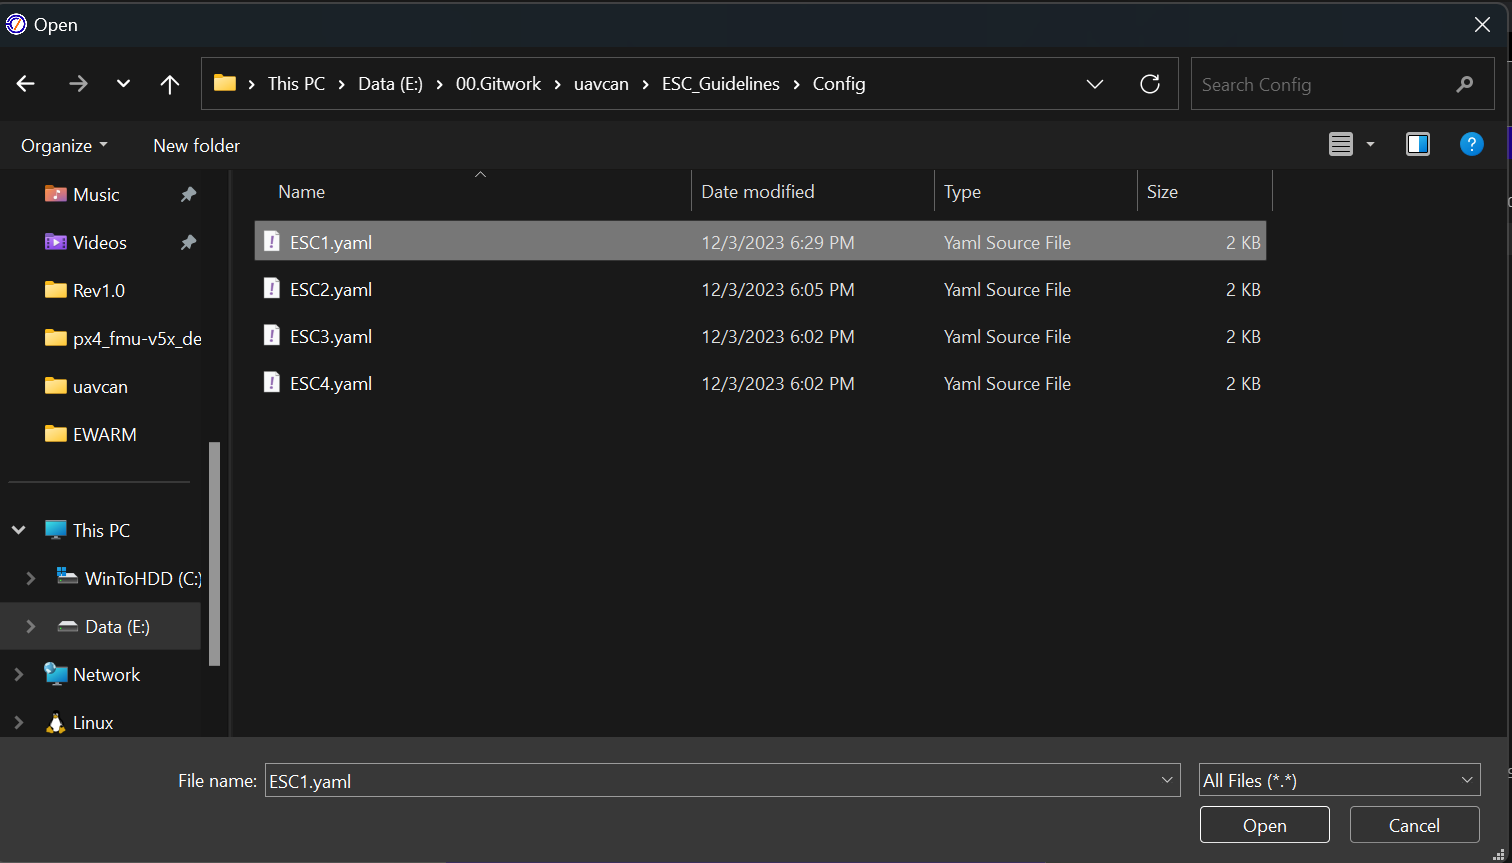 Open
This PC > Data (E:) > 00.Gitwork > uavcan > ESC_Guidelines > Config
Search Config
Organize
New folder
Music
Videos
Rev1.0
px4_fmu-v5x_de
uavcan
EWARM
This PC
WinToHDD (C:)
Data (E:)
Network
Linux
Name Date modified Type Size
ESC1.yaml 12/3/2023 6:29 PM Yaml Source File 2 KB
ESC2.yaml 12/3/2023 6:05 PM Yaml Source File 2 KB
ESC3.yaml 12/3/2023 6:02 PM Yaml Source File 2 KB
ESC4.yaml 12/3/2023 6:02 PM Yaml Source File 2 KB
File name: ESC1.yaml
All Files (*.*)
Open
Cancel